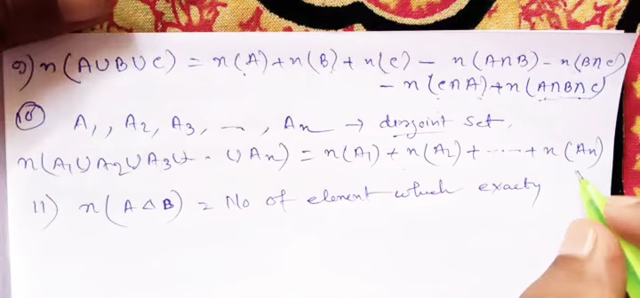 9) n(A∪B∪C) = n(A)+n(B)+n(C) - n(A∩B) - n(B∩C)
- n(C∩A)+n(A∩B∩C)
10) A1, A2, A3, ---, An → disjoint set.
n(A1∪A2∪A3∪ - - ∪An) = n(A1)+n(A2)+-----+n(An)
11) n(A△B) = No of element which exacty